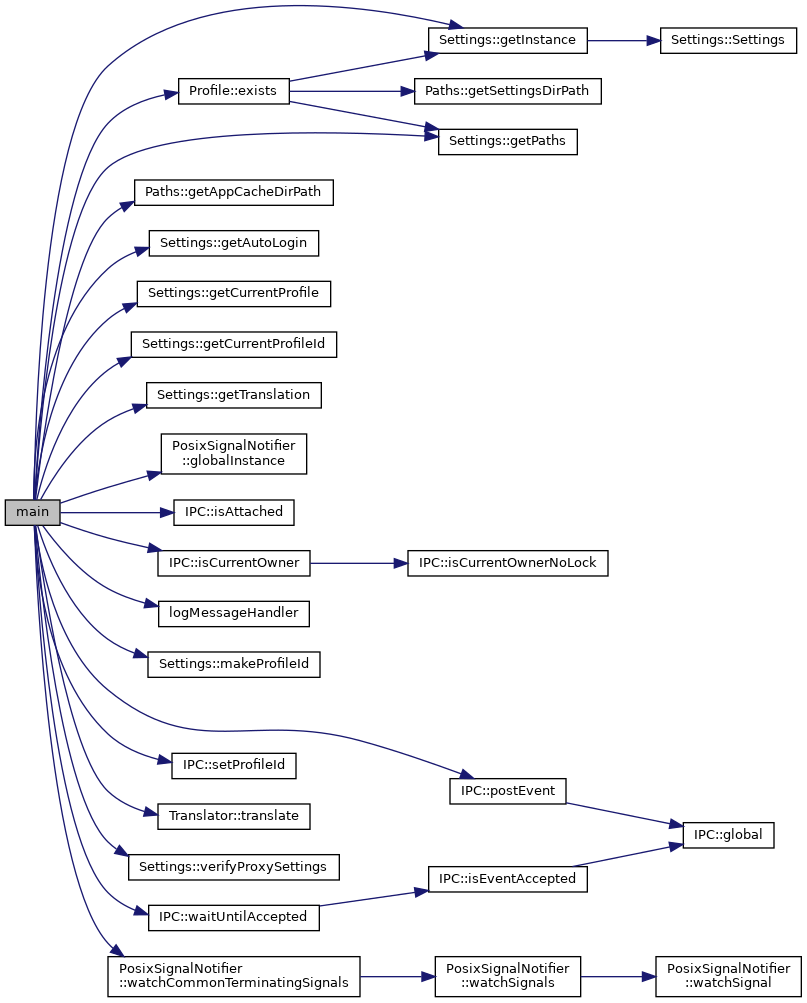 Settings::getInstance
Settings::Settings
Profile::exists
Paths::getSettingsDirPath
Settings::getPaths
Paths::getAppCacheDirPath
Settings::getAutoLogin
Settings::getCurrentProfile
Settings::getCurrentProfileId
Settings::getTranslation
PosixSignalNotifier
::globalInstance
main
IPC::isAttached
IPC::isCurrentOwner
IPC::isCurrentOwnerNoLock
logMessageHandler
Settings::makeProfileId
IPC::setProfileId
IPC::postEvent
Translator::translate
IPC::global
Settings::verifyProxySettings
IPC::isEventAccepted
IPC::waitUntilAccepted
PosixSignalNotifier
::watchCommonTerminatingSignals
PosixSignalNotifier
::watchSignals
PosixSignalNotifier
::watchSignal